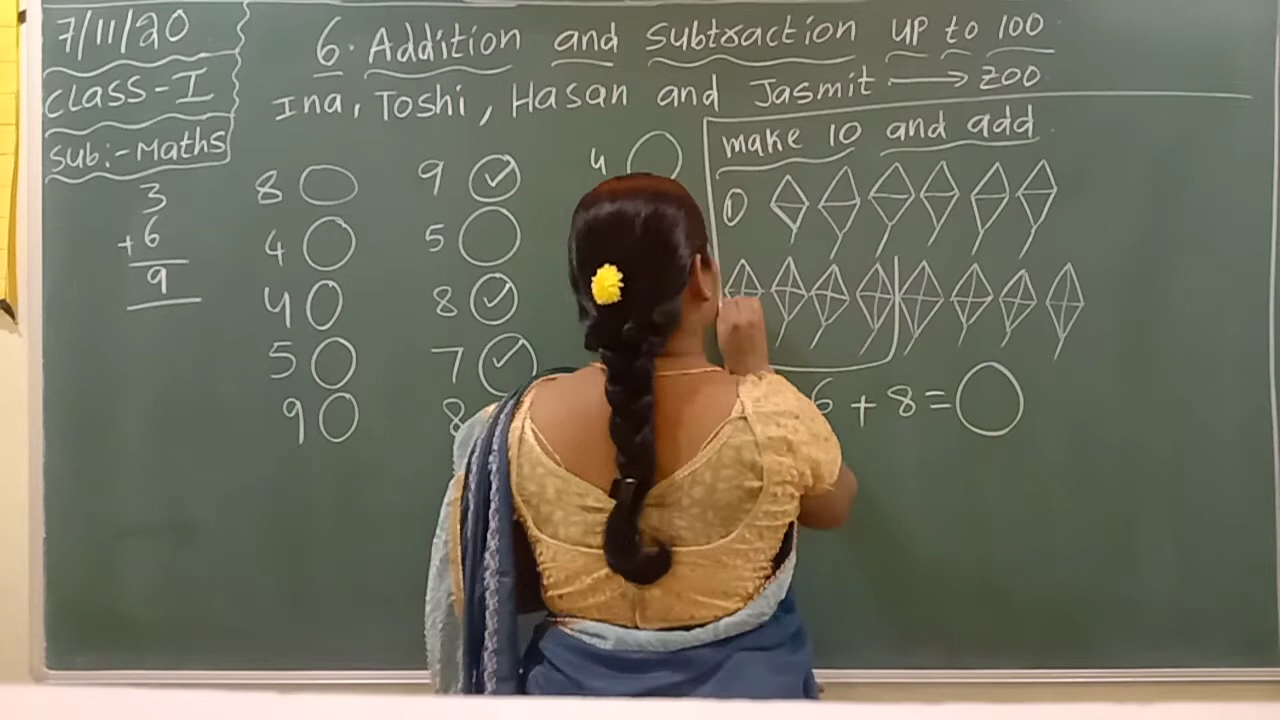 7/11/20
6. Addition and Subtraction up to 100
Class-I
Ina, Toshi, Hasan and Jasmit → zoo
Sub:-Maths
make 10 and add
3
+6
9
8
4
4
5
9
9
5
8
7
8
4
1
6 + 8 =